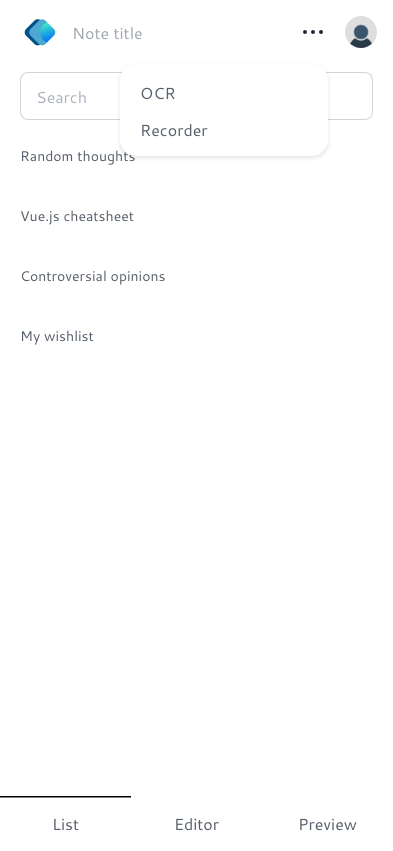 Note title
Search
OCR
Recorder
Random thoughts
Vue.js cheatsheet
Controversial opinions
My wishlist
List
Editor
Preview